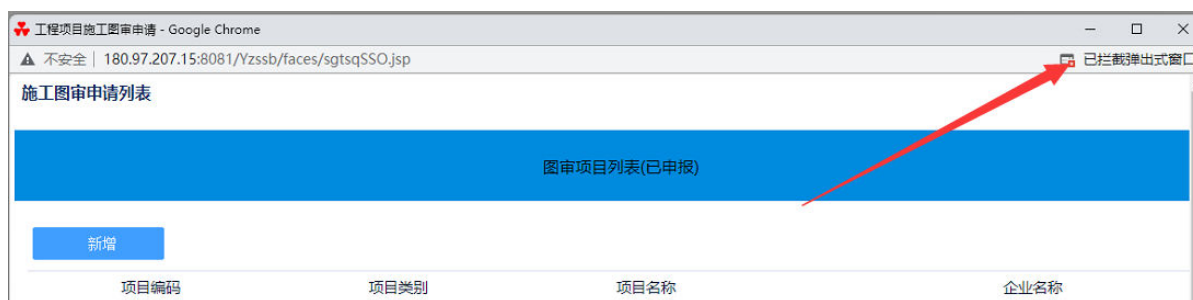 工程项目施工图审申请 - Google Chrome
不安全 | 180.97.207.15:8081/Yzssb/faces/sgtsqSSO.jsp 已拦截弹出式窗口
施工图审申请列表
图审项目列表(已申报)
新增
项目编码 项目类别 项目名称 企业名称